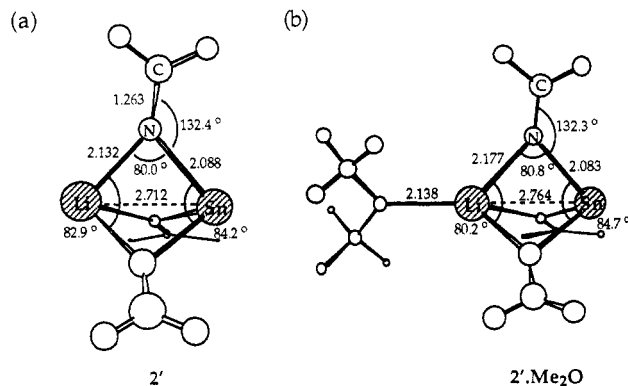 (a)
C
1.263
132.4 °
N
2.132
80.0 °
2.088
Li
2.712
Sn
82.9 °
84.2 °
2'
(b)
C
132.3 °
N
2.177
80.8 °
2.083
2.138
Li
2.764
Sn
80.2 °
84.7 °
2'.Me₂O